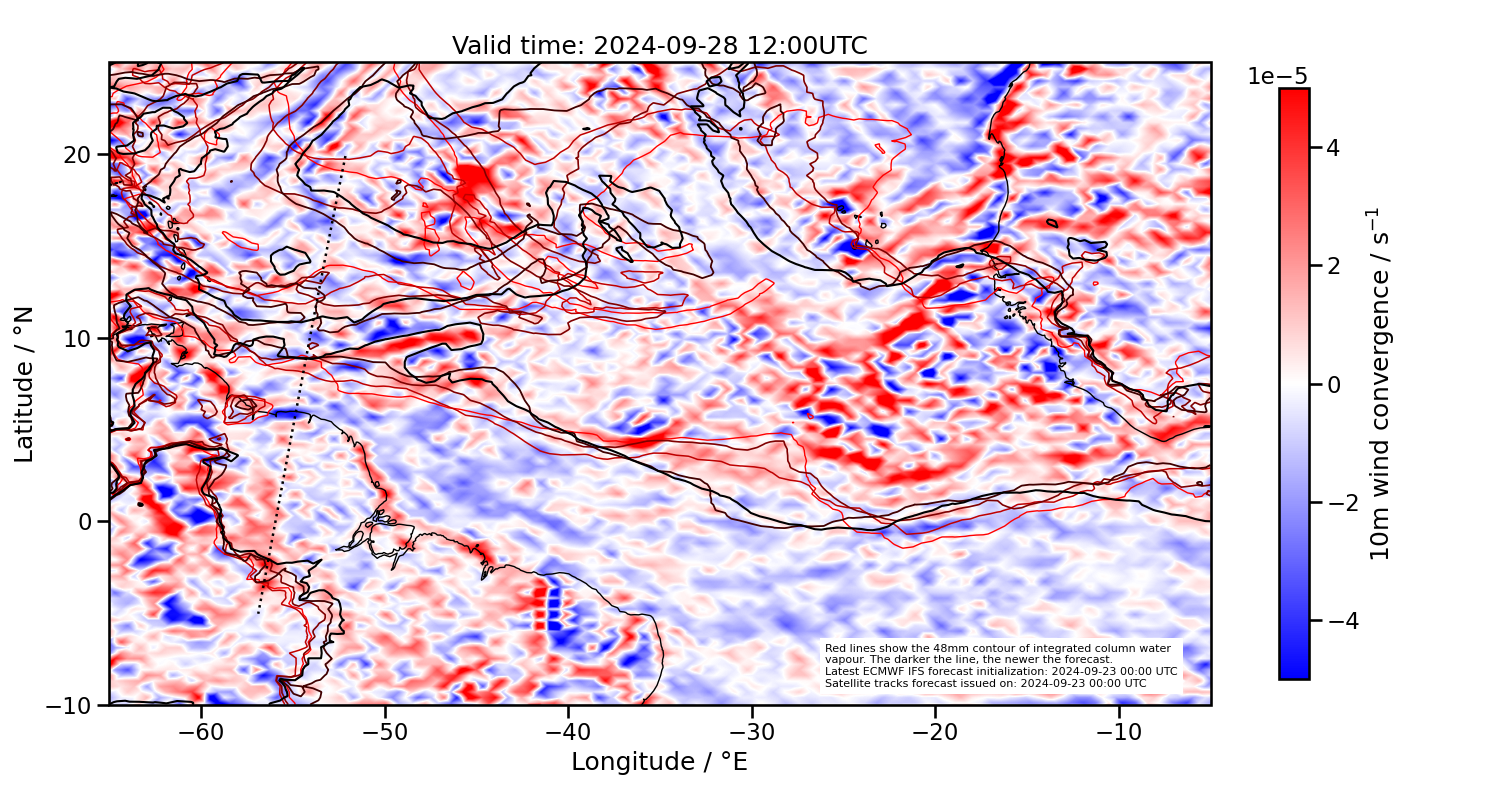 Valid time: 2024-09-28 12:00UTC
1e−5
20
10
0
−10
−60
−50
−40
−30
−20
−10
Longitude / °E
Latitude / °N
4
2
0
−2
−4
10m wind convergence / s⁻¹
Red lines show the 48mm contour of integrated column water
vapour. The darker the line, the newer the forecast.
Latest ECMWF IFS forecast initialization: 2024-09-23 00:00 UTC
Satellite tracks forecast issued on: 2024-09-23 00:00 UTC